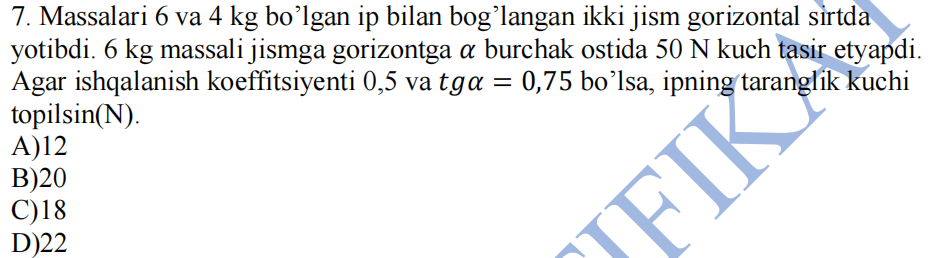 7. Massalari 6 va 4 kg bo’lgan ip bilan bog’langan ikki jism gorizontal sirtda
yotibdi. 6 kg massali jismga gorizontga α burchak ostida 50 N kuch tasir etyapdi.
Agar ishqalanish koeffitsiyenti 0,5 va tgα = 0,75 bo’lsa, ipning taranglik kuchi
topilsin(N).
A)12
B)20
C)18
D)22